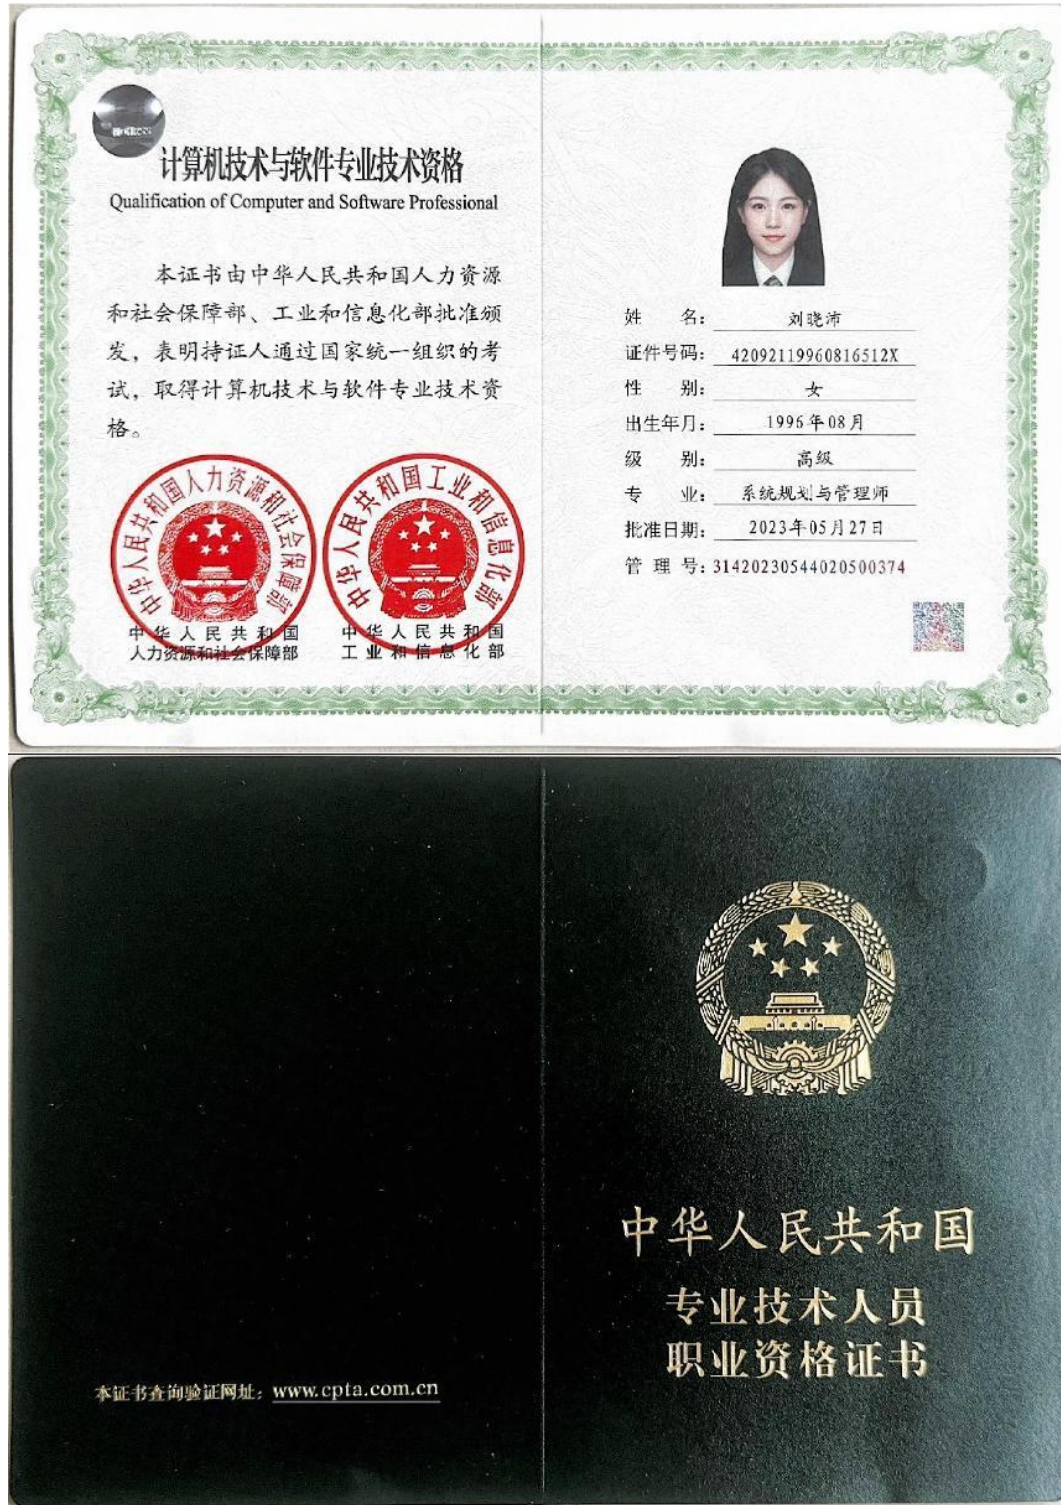 计算机技术与软件专业技术资格
Qualification of Computer and Software Professional
本证书由中华人民共和国人力资源
和社会保障部、工业和信息化部批准颁
发，表明持证人通过国家统一组织的考
试，取得计算机技术与软件专业技术资
格。
中华人民共和国人力资源和社会保障部
中华人民共和国
人力资源和社会保障部
中华人民共和国工业和信息化部
中华人民共和国
工业和信息化部
姓 名： 刘晓沛
证件号码： 42092119960816512X
性 别： 女
出生年月： 1996年08月
级 别： 高级
专 业： 系统规划与管理师
批准日期： 2023年05月27日
管 理 号： 31420230544020500374
本证书查询验证网址：www.cpta.com.cn
中华人民共和国
专业技术人员
职业资格证书